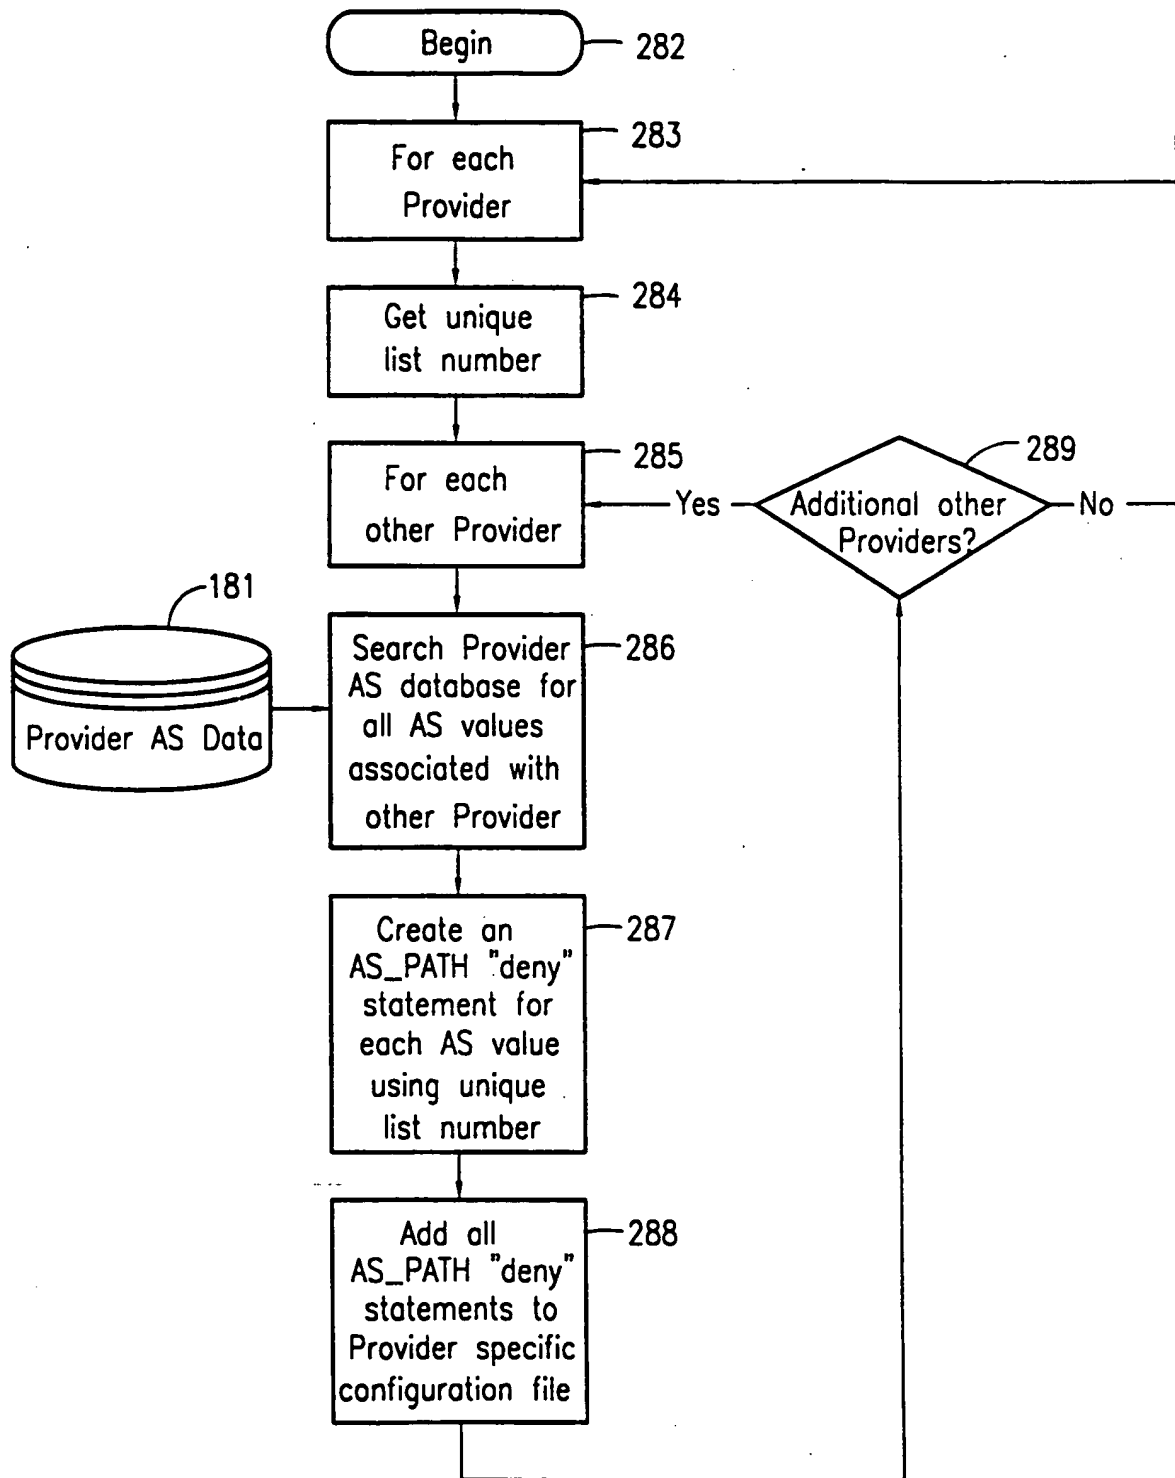 Begin
282
For each
Provider
283
Get unique
list number
284
For each
other Provider
285
Yes
Additional other
Providers?
289
No
181
Provider AS Data
Search Provider
AS database for
all AS values
associated with
other Provider
286
Create an
AS_PATH "deny"
statement for
each AS value
using unique
list number
287
Add all
AS_PATH "deny"
statements to
Provider specific
configuration file
288